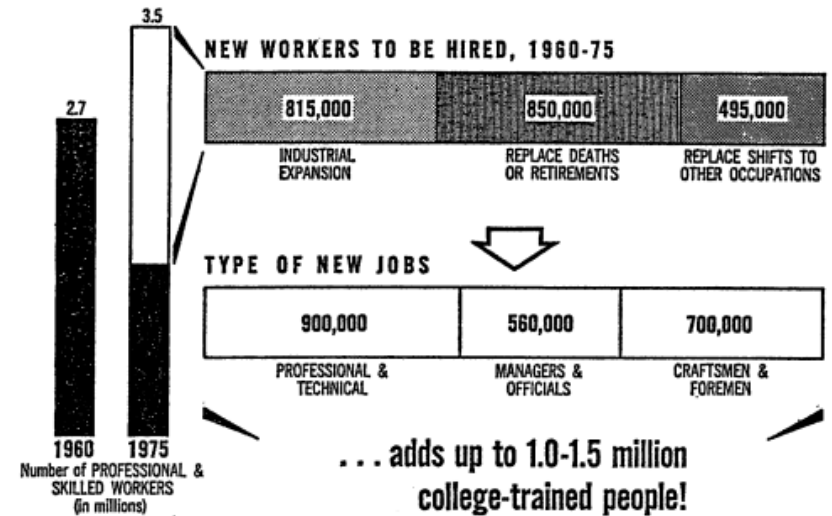 3.5
NEW WORKERS TO BE HIRED, 1960-75
2.7
815,000
850,000
495,000
INDUSTRIAL
EXPANSION
REPLACE DEATHS
OR RETIREMENTS
REPLACE SHIFTS TO
OTHER OCCUPATIONS
TYPE OF NEW JOBS
900,000
560,000
700,000
PROFESSIONAL &
TECHNICAL
MANAGERS &
OFFICIALS
CRAFTSMEN &
FOREMEN
1960
1975
Number of PROFESSIONAL &
SKILLED WORKERS
(in millions)
...adds up to 1.0-1.5 million
college-trained people!